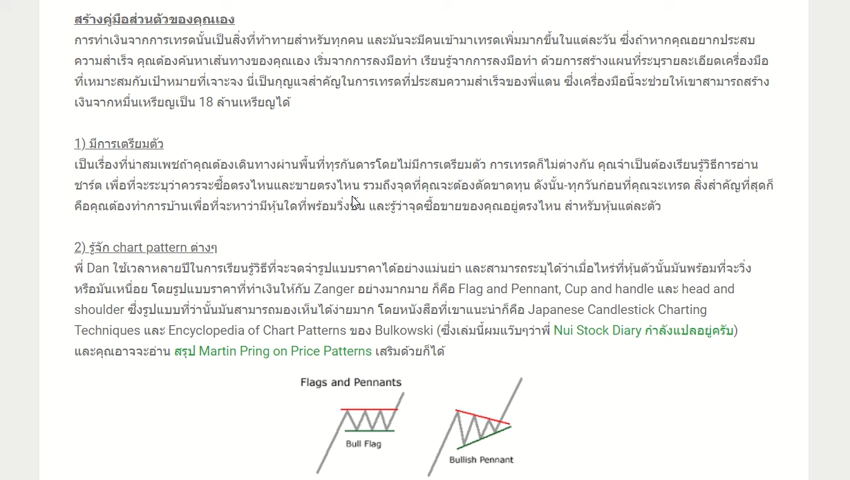 สร้างคู่มือส่วนตัวของคุณเอง
การทำเงินจากการเทรดนั้นเป็นสิ่งที่ท้าทายสำหรับทุกคน และมันจะมีคนเข้ามาเทรดเพิ่มมากขึ้นในแต่ละวัน ซึ่งถ้าหากคุณอยากประสบ
ความสำเร็จ คุณต้องค้นหาเส้นทางของคุณเอง เริ่มจากการลงมือทำ เรียนรู้จากการลงมือทำ ด้วยการสร้างแผนที่ระบุรายละเอียดเครื่องมือ
ที่เหมาะสมกับเป้าหมายที่เจาะจง นี่เป็นกุญแจสำคัญในการเทรดที่ประสบความสำเร็จของพี่แดน ซึ่งเครื่องมือนี้จะช่วยให้เขาสามารถสร้าง
เงินจากหมื่นเหรียญเป็น 18 ล้านเหรียญได้
1) มีการเตรียมตัว
เป็นเรื่องที่น่าสมเพชถ้าคุณต้องเดินทางผ่านพื้นที่ทุรกันดารโดยไม่มีการเตรียมตัว การเทรดก็ไม่ต่างกัน คุณจำเป็นต้องเรียนรู้วิธีการอ่าน
ชาร์ต เพื่อที่จะระบุว่าควรจะซื้อตรงไหนและขายตรงไหน รวมถึงจุดที่คุณจะต้องตัดขาดทุน ดังนั้น-ทุกวันก่อนที่คุณจะเทรด สิ่งสำคัญที่สุดก็
คือคุณต้องทำการบ้านเพื่อที่จะหาว่ามีหุ้นใดที่พร้อมวิ่งขึ้น และรู้ว่าจุดซื้อขายของคุณอยู่ตรงไหน สำหรับหุ้นแต่ละตัว
2) รู้จัก chart pattern ต่างๆ
พี่ Dan ใช้เวลาหลายปีในการเรียนรู้วิธีที่จะจดจำรูปแบบราคาได้อย่างแม่นยำ และสามารถระบุได้ว่าเมื่อไหร่ที่หุ้นตัวนั้นมันพร้อมที่จะวิ่ง
หรือมันเหนื่อย โดยรูปแบบราคาที่ทำเงินให้กับ Zanger อย่างมากมาย ก็คือ Flag and Pennant, Cup and handle และ head and
shoulder ซึ่งรูปแบบที่ว่านั้นมันสามารถมองเห็นได้ง่ายมาก โดยหนังสือที่เขาแนะนำก็คือ Japanese Candlestick Charting
Techniques และ Encyclopedia of Chart Patterns ของ Bulkowski (ซึ่งเล่มนี้ผมแว๊บๆว่าพี่ Nui Stock Diary กำลังแปลอยู่ครับ)
และคุณอาจจะอ่าน สรุป Martin Pring on Price Patterns เสริมด้วยก็ได้
Flags and Pennants
Bull Flag
Bullish Pennant